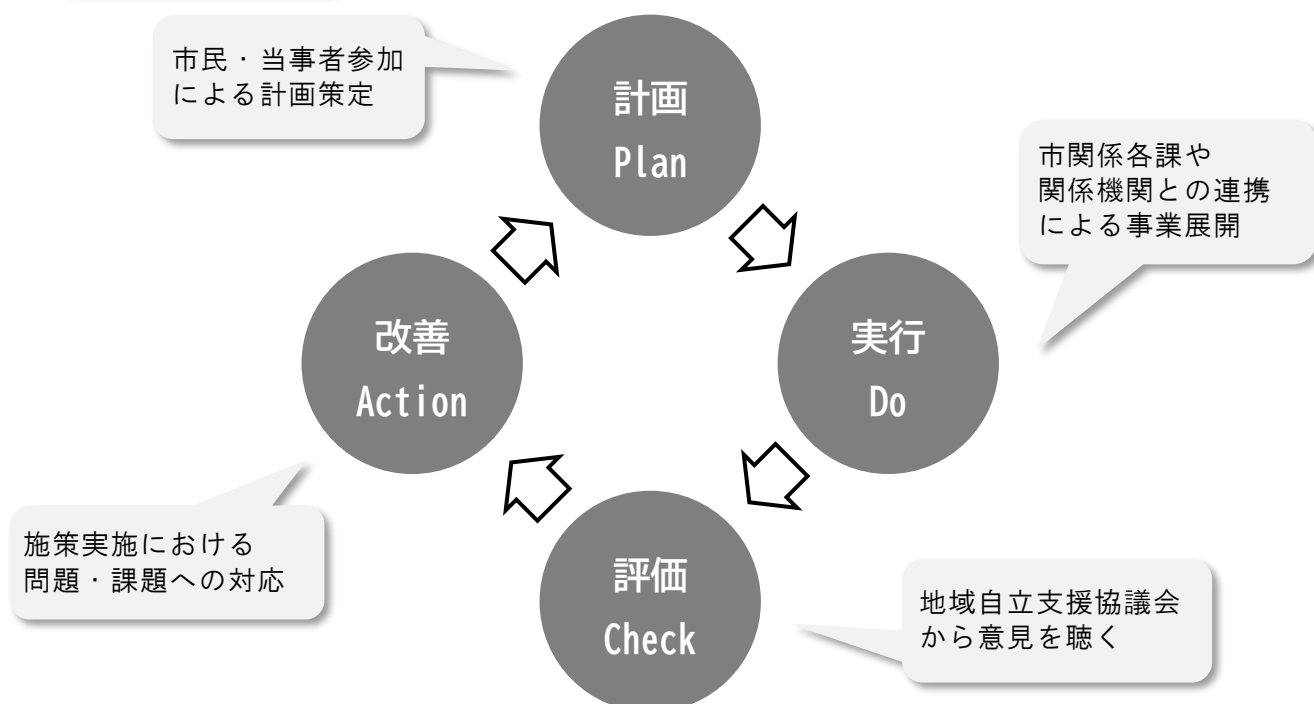 市民・当事者参加
による計画策定
計画
Plan
市関係各課や
関係機関との連携
による事業展開
実行
Do
改善
Action
施策実施における
問題・課題への対応
評価
Check
地域自立支援協議会
から意見を聴く